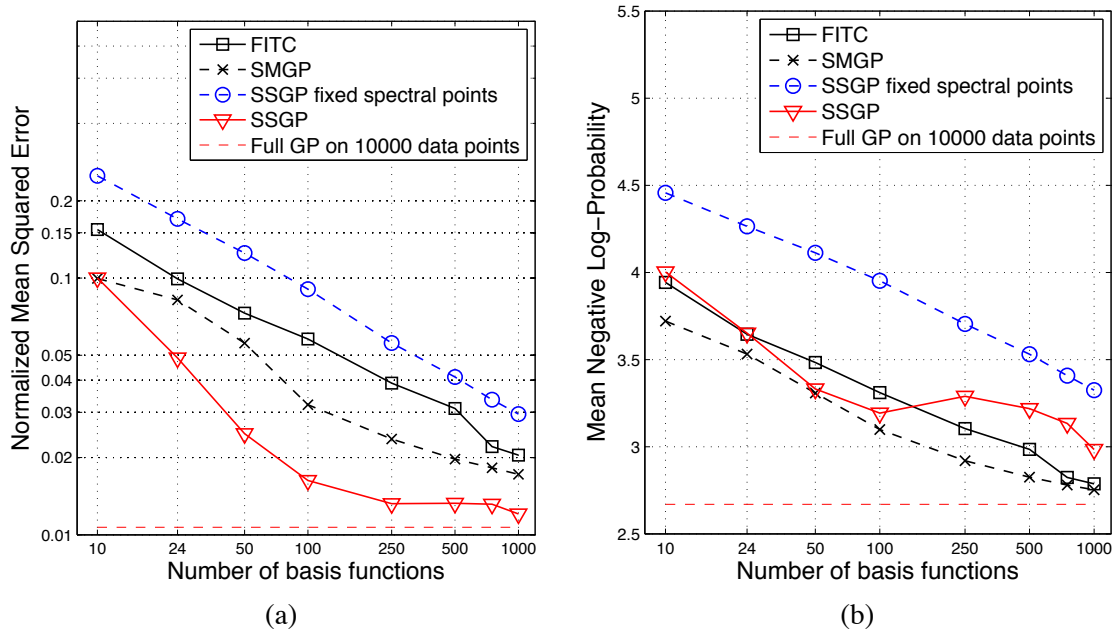 FITC
SMGP
SSGP fixed spectral points
SSGP
Full GP on 10000 data points
Normalized Mean Squared Error
0.2
0.15
0.1
0.05
0.04
0.03
0.02
0.01
10 24 50 100 250 500 1000
Number of basis functions
(a)
FITC
SMGP
SSGP fixed spectral points
SSGP
Full GP on 10000 data points
Mean Negative Log−Probability
5.5
5
4.5
4
3.5
3
2.5
10 24 50 100 250 500 1000
Number of basis functions
(b)